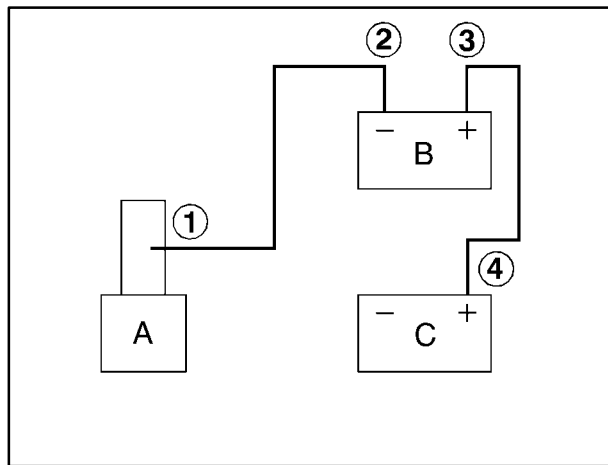 ② ③
− +
B
①
④
− +
A C